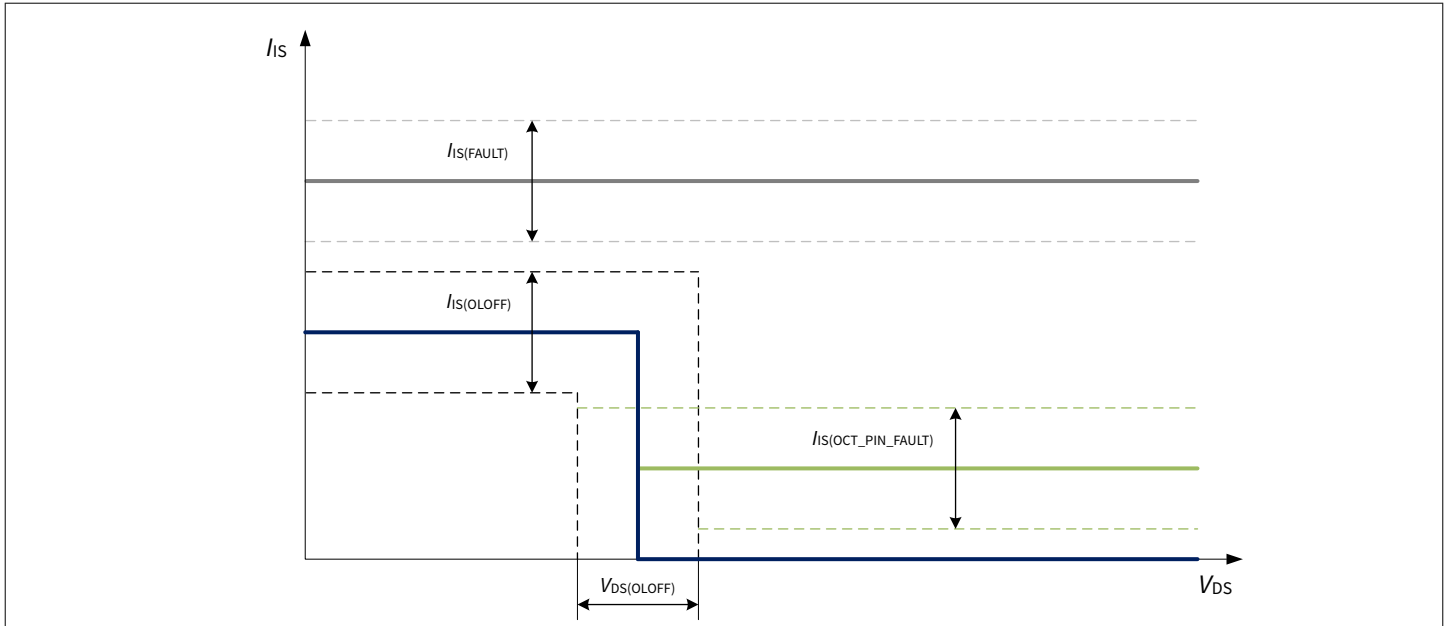 IIS
IIS(FAULT)
IIS(OLOFF)
IIS(OCT_PIN_FAULT)
VDS(OLOFF)
VDS